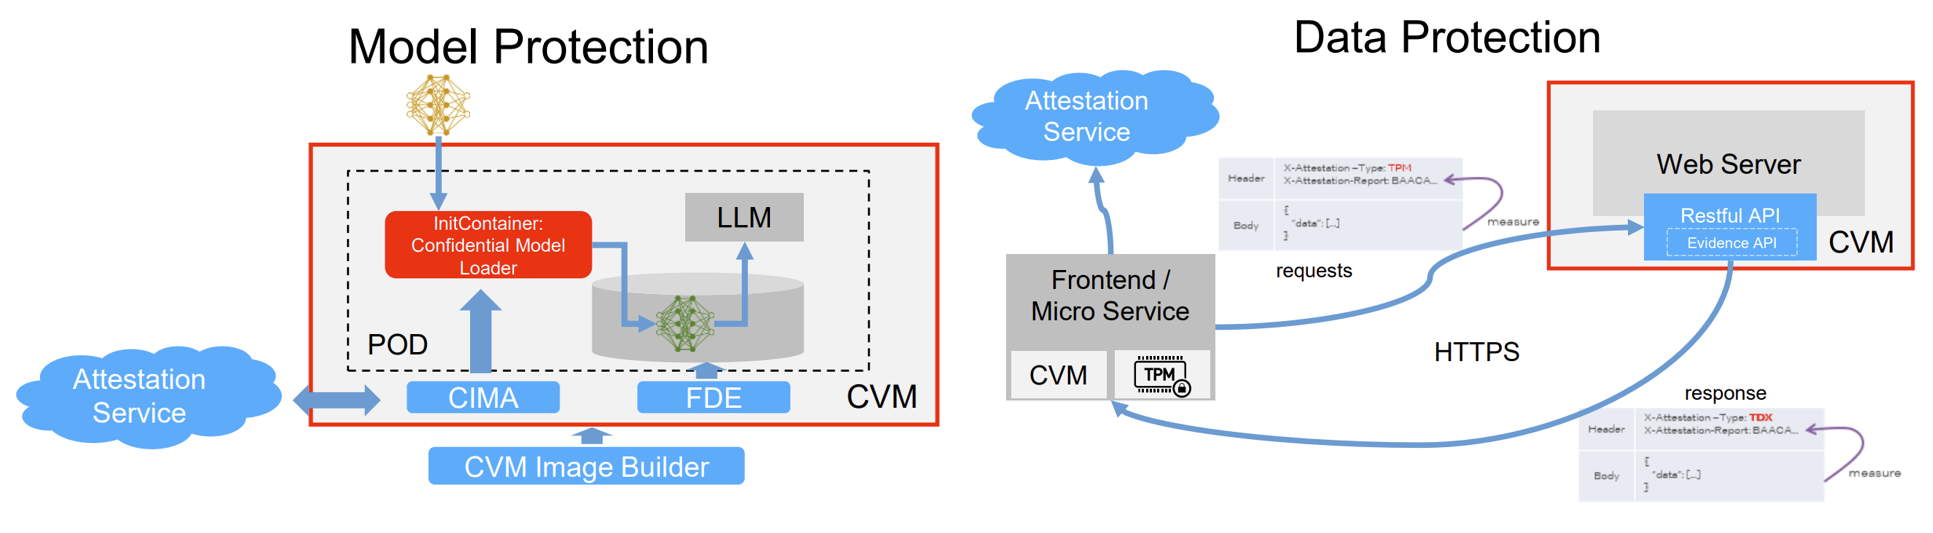 Model Protection
InitContainer:
Confidential Model
Loader
LLM
POD
Attestation
Service
CIMA
FDE
CVM
CVM Image Builder
Data Protection
Attestation
Service
Header
X-Attestation –Type: TPM
X-Attestation-Report: BAACA...
Body
{
"data": [...]
}
measure
requests
Web Server
Restful API
Evidence API
CVM
Frontend /
Micro Service
CVM
TPM
HTTPS
response
Header
X-Attestation –Type: TDX
X-Attestation-Report: BAACA...
Body
{
"data": [...]
}
measure